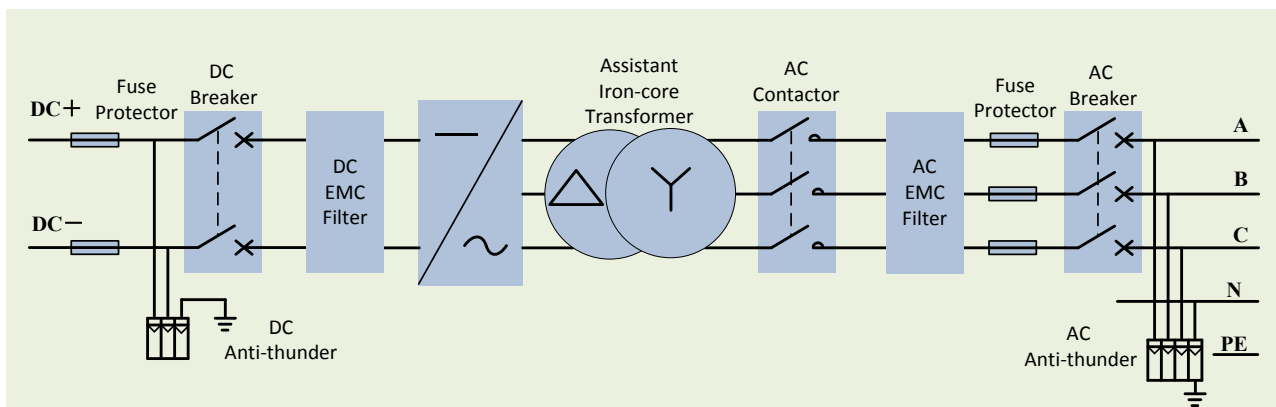 DC+
Fuse
Protector
DC
Breaker
DC-
DC
Anti-thunder
DC
EMC
Filter
Assistant
Iron-core
Transformer
AC
Contactor
AC
EMC
Filter
Fuse
Protector
AC
Breaker
A
B
C
N
PE
AC
Anti-thunder